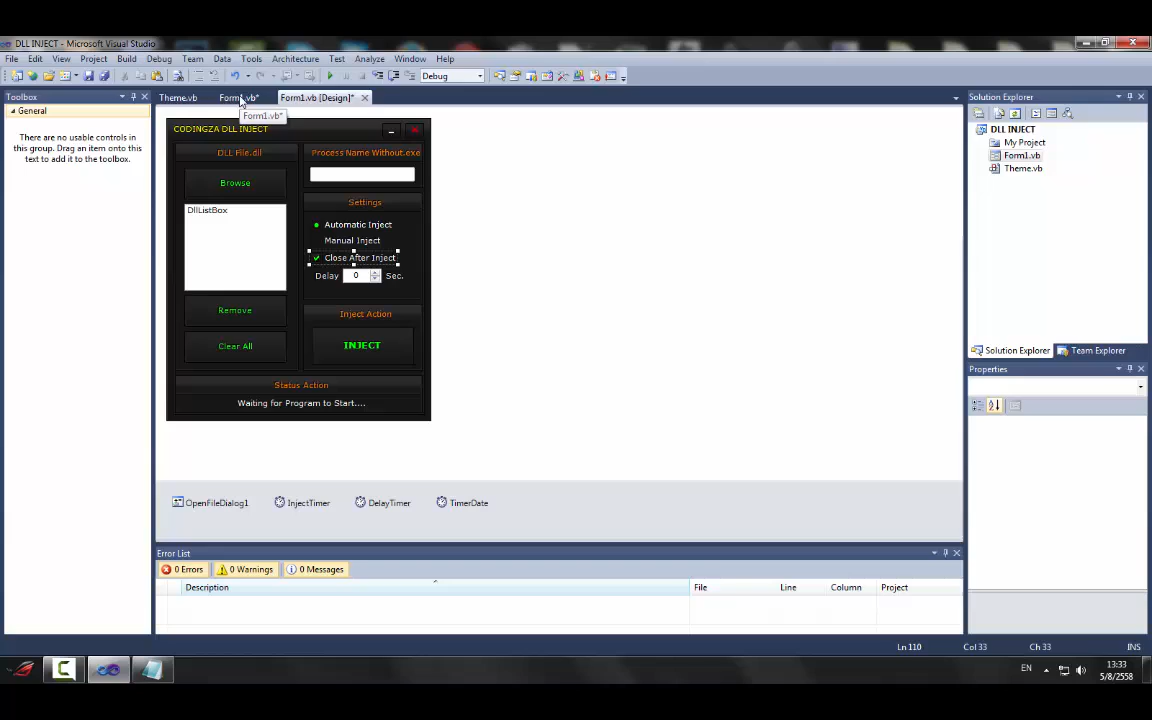 DLL INJECT - Microsoft Visual Studio
File Edit View Project Build Debug Team Data Tools Architecture Test Analyze Window Help
Debug
Toolbox
General
There are no usable controls in this group. Drag an item onto this text to add it to the toolbox.
Theme.vb Form1.vb* Form1.vb [Design]*
Form1.vb*
CODINGZA DLL INJECT
DLL File.dll
Browse
DllListBox
Remove
Clear All
Process Name Without.exe
Settings
Automatic Inject
Manual Inject
Close After Inject
Delay 0 Sec.
Inject Action
INJECT
Status Action
Waiting for Program to Start....
OpenFileDialog1 InjectTimer DelayTimer TimerDate
Error List
0 Errors 0 Warnings 0 Messages
Description File Line Column Project
Solution Explorer
DLL INJECT
My Project
Form1.vb
Theme.vb
Solution Explorer Team Explorer
Properties
Ln 110 Col 33 Ch 33 INS
EN 13:33
5/8/2558